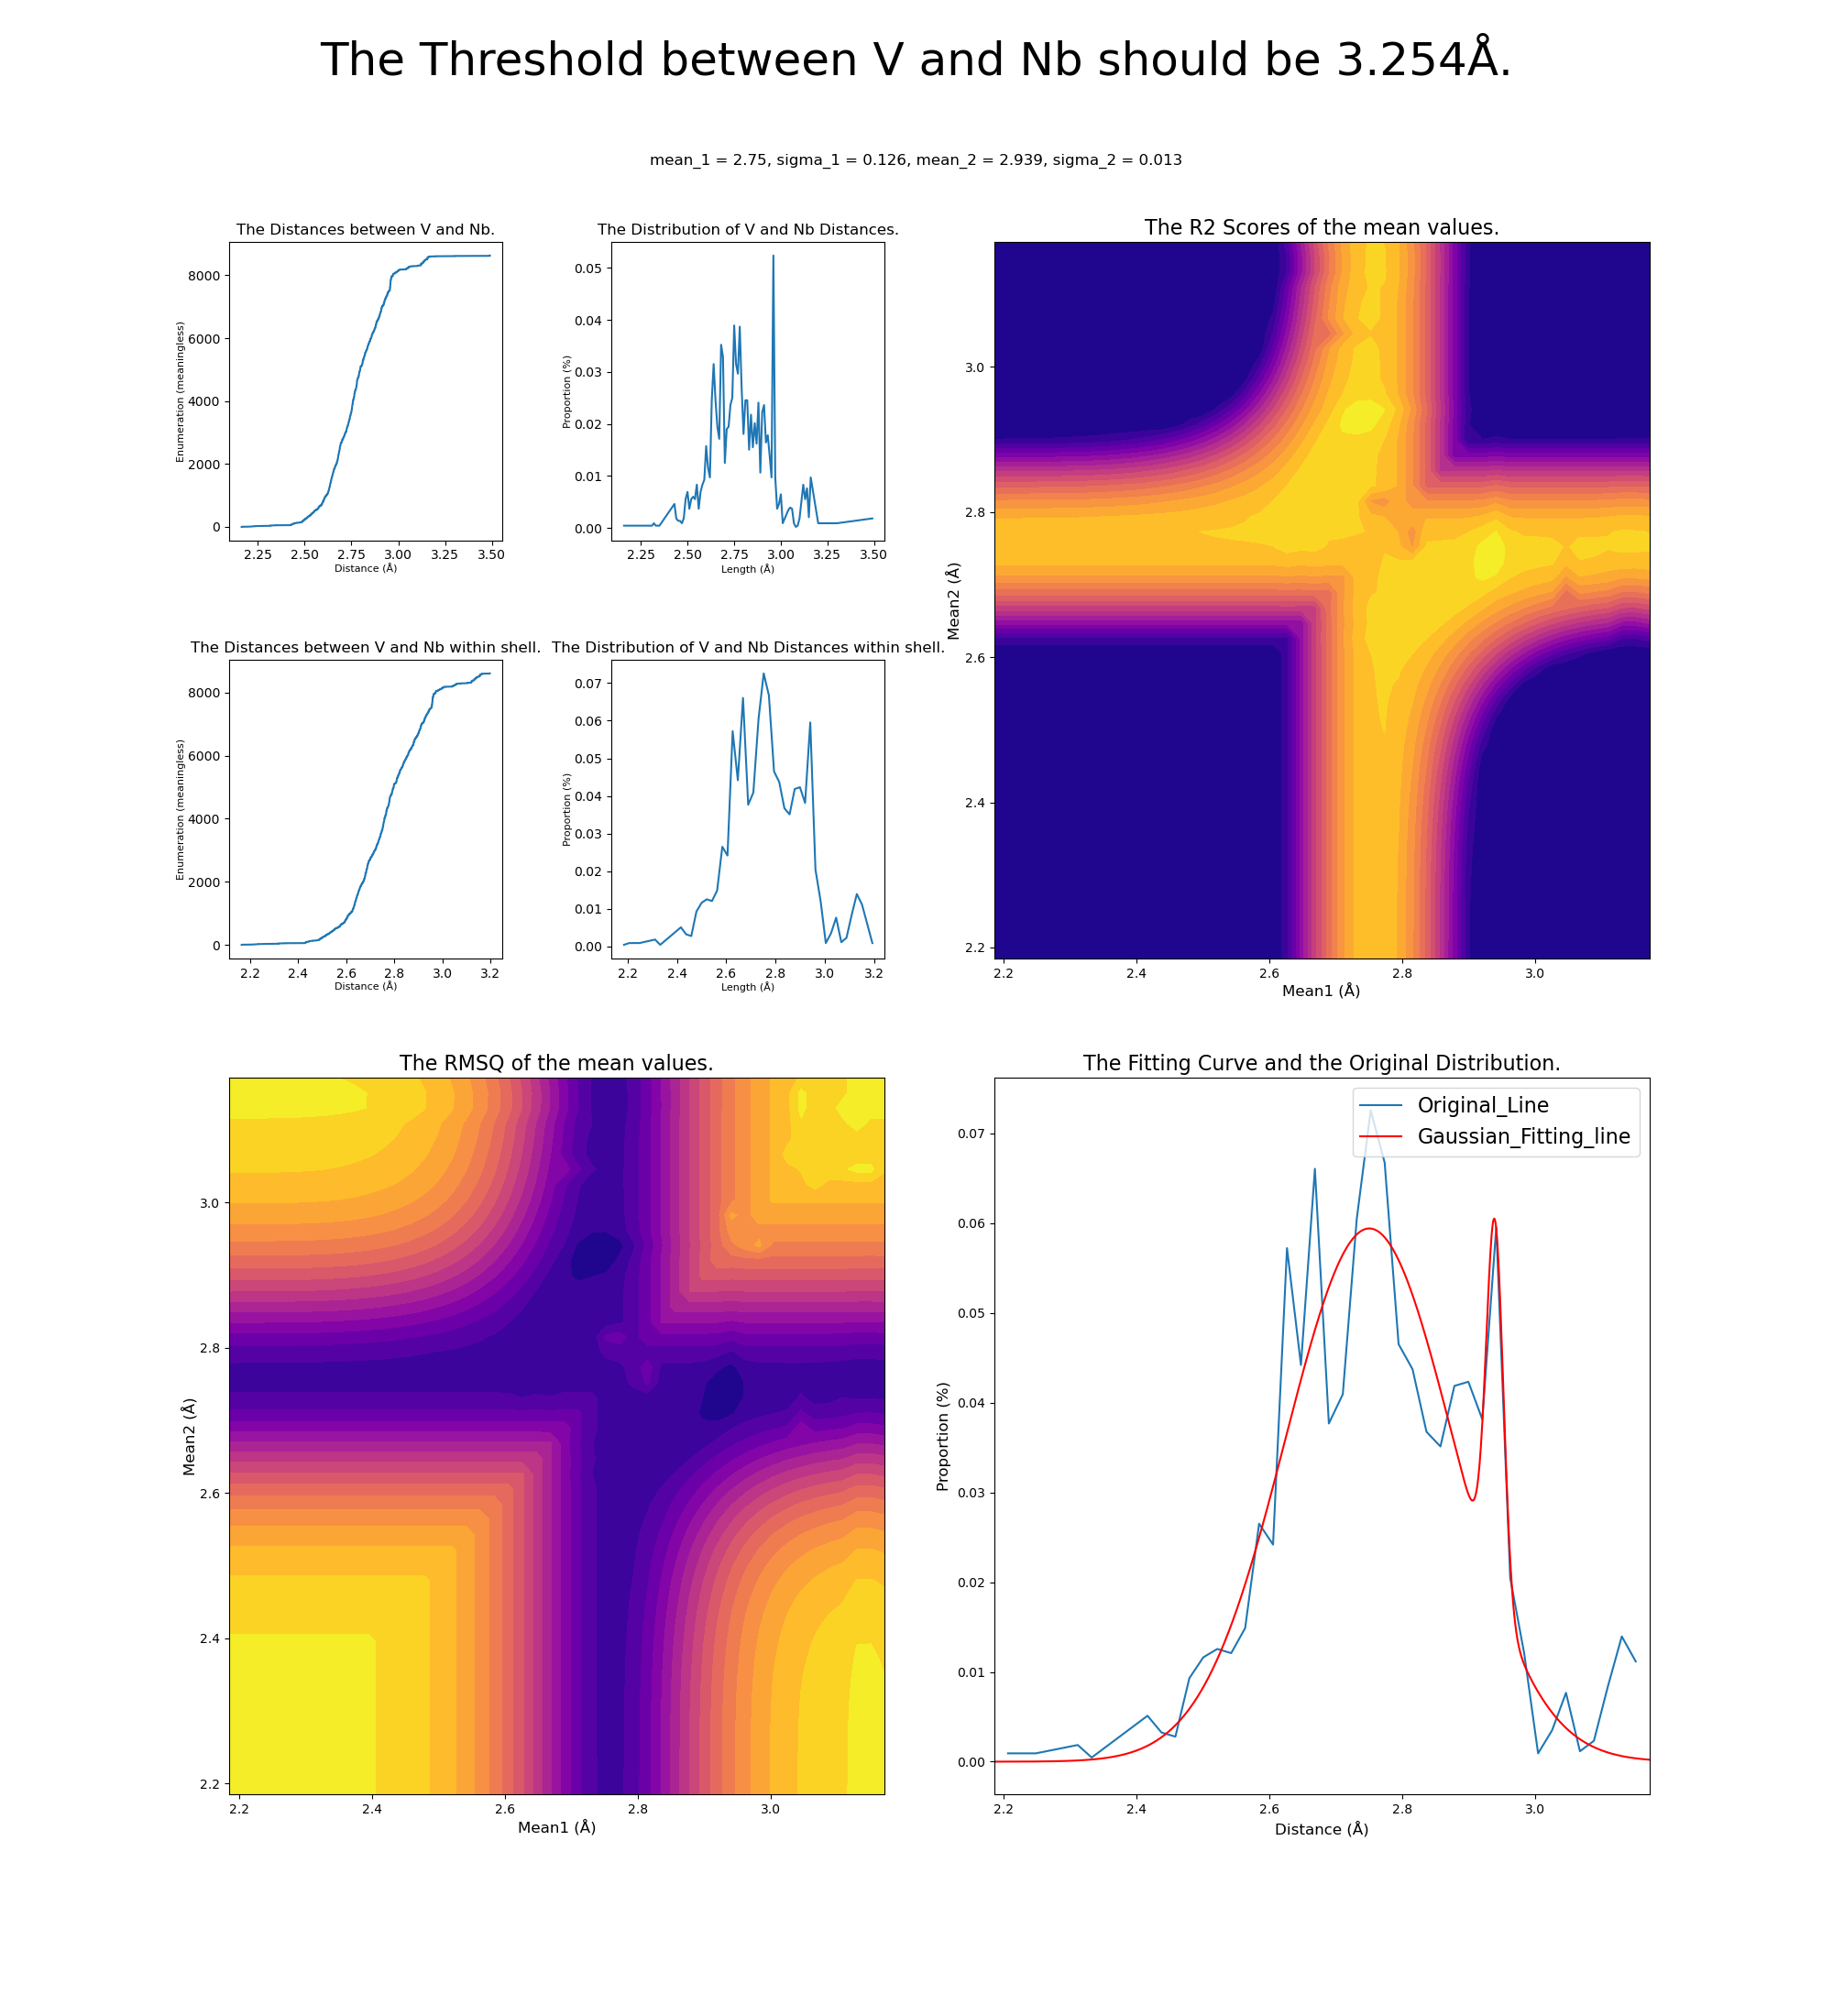 The Threshold between V and Nb should be 3.254Å.
mean_1 = 2.75, sigma_1 = 0.126, mean_2 = 2.939, sigma_2 = 0.013
The Distances between V and Nb.
Enumeration (meaningless)
8000
6000
4000
2000
0
2.25 2.50 2.75 3.00 3.25 3.50
Distance (Å)
The Distribution of V and Nb Distances.
Proportion (%)
0.05
0.04
0.03
0.02
0.01
0.00
2.25 2.50 2.75 3.00 3.25 3.50
Length (Å)
The R2 Scores of the mean values.
Mean2 (Å)
3.0
2.8
2.6
2.4
2.2
2.2 2.4 2.6 2.8 3.0
Mean1 (Å)
The Distances between V and Nb within shell.
Enumeration (meaningless)
8000
6000
4000
2000
0
2.2 2.4 2.6 2.8 3.0 3.2
Distance (Å)
The Distribution of V and Nb Distances within shell.
Proportion (%)
0.07
0.06
0.05
0.04
0.03
0.02
0.01
0.00
2.2 2.4 2.6 2.8 3.0 3.2
Length (Å)
The RMSQ of the mean values.
Mean2 (Å)
3.0
2.8
2.6
2.4
2.2
2.2 2.4 2.6 2.8 3.0
Mean1 (Å)
The Fitting Curve and the Original Distribution.
Original_Line
Gaussian_Fitting_line
Proportion (%)
0.07
0.06
0.05
0.04
0.03
0.02
0.01
0.00
2.2 2.4 2.6 2.8 3.0
Distance (Å)